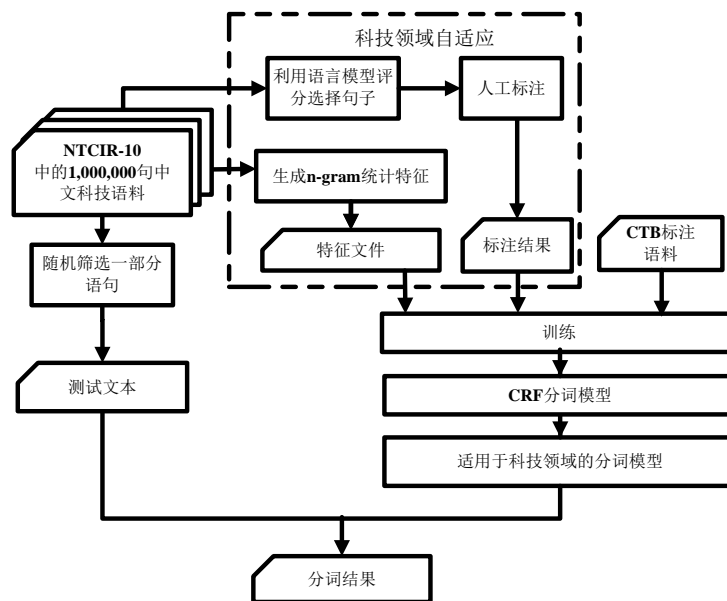 科技领域自适应
利用语言模型评
分选择句子
人工标注
NTCIR-10
中的1,000,000句中
文科技语料
生成n-gram统计特征
特征文件
标注结果
CTB标注
语料
随机筛选一部分
语句
训练
测试文本
CRF分词模型
适用于科技领域的分词模型
分词结果